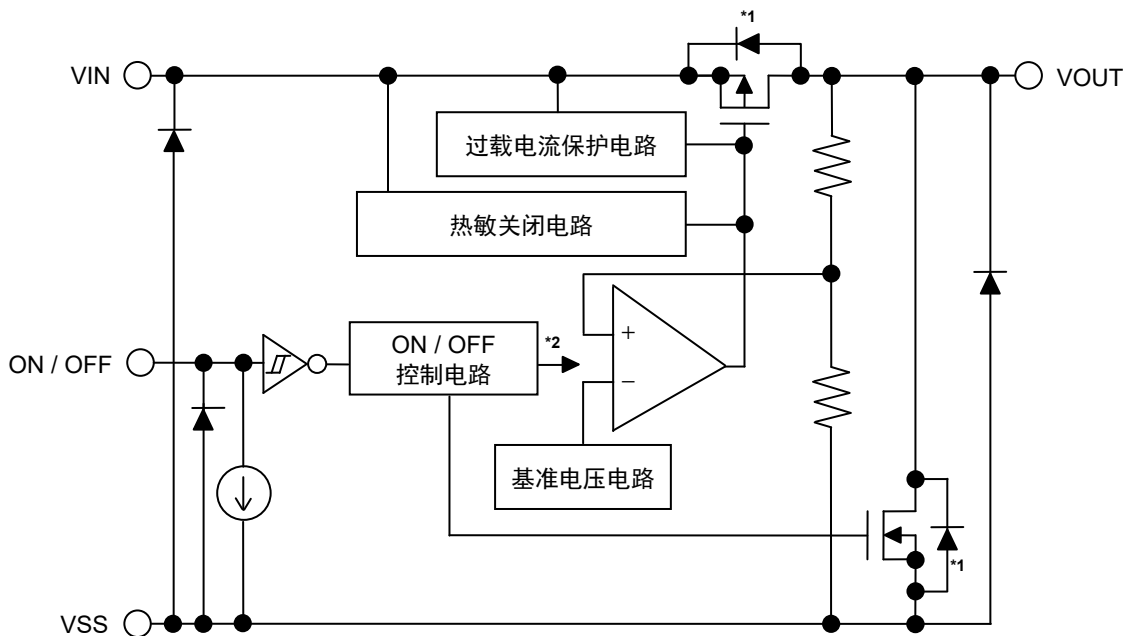 *1
VIN
VOUT
过载电流保护电路
热敏关闭电路
ON / OFF
ON / OFF
控制电路
*2
+
−
基准电压电路
*1
VSS